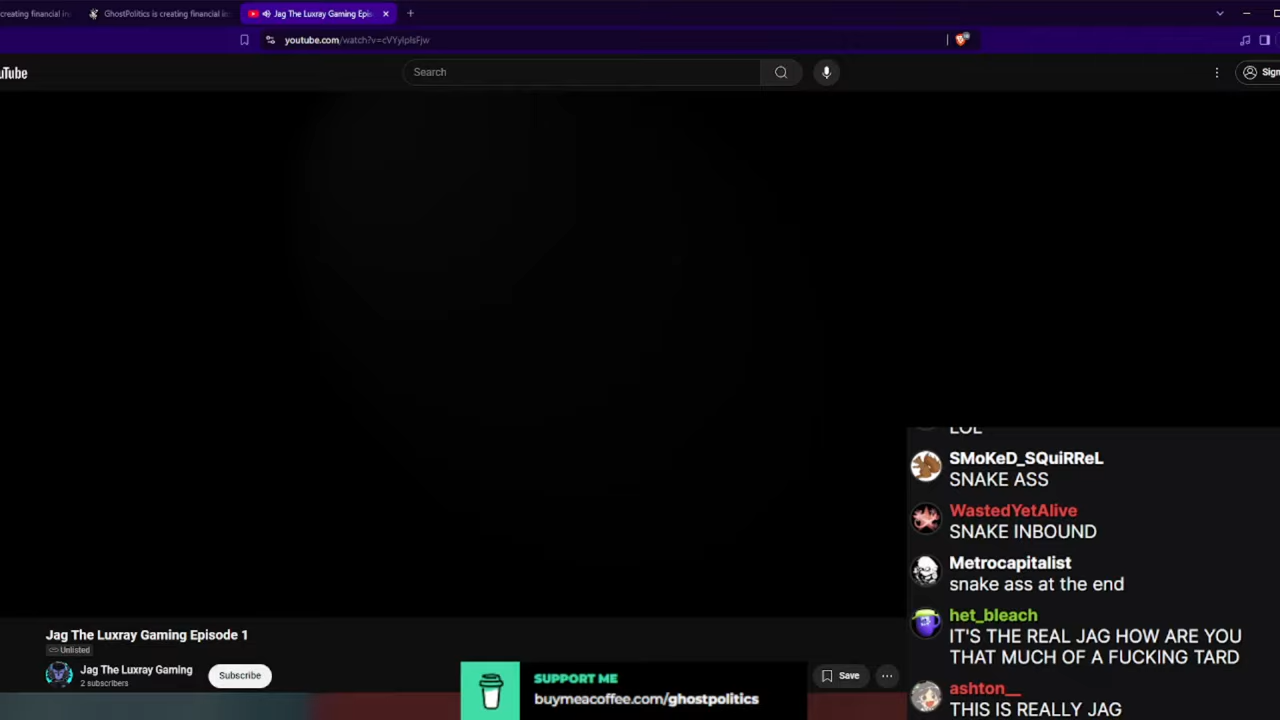 creating financial in
GhostPolitics is creating financial in
Jag The Luxray Gaming Epis
youtube.com/watch?v=cVYylpIsFjw
uTube
Search
Sign
LOL
SMoKeD_SQuiRReL
SNAKE ASS
WastedYetAlive
SNAKE INBOUND
Metrocapitalist
snake ass at the end
het_bleach
IT'S THE REAL JAG HOW ARE YOU
THAT MUCH OF A FUCKING TARD
ashton__
THIS IS REALLY JAG
Jag The Luxray Gaming Episode 1
Unlisted
Jag The Luxray Gaming
2 subscribers
Subscribe
SUPPORT ME
buymeacoffee.com/ghostpolitics
Save